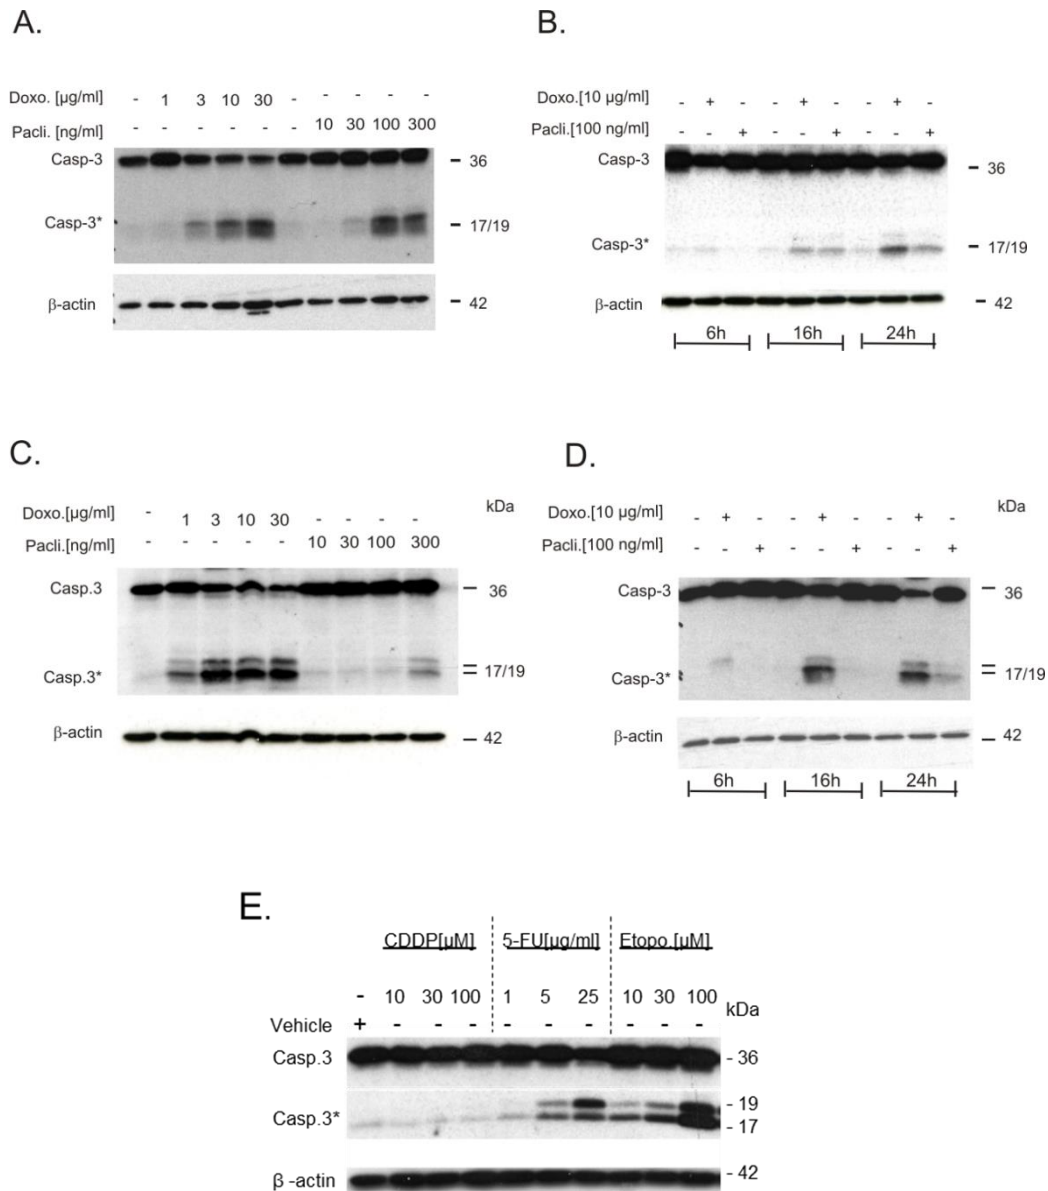 A.
Doxo. [µg/ml] - 1 3 10 30 - - - - -
Pacli. [ng/ml] - - - - - - 10 30 100 300
Casp-3 - 36
Casp-3* - 17/19
β-actin - 42
B.
Doxo.[10 µg/ml] - + - - + - - + -
Pacli.[100 ng/ml] - - + - - + - - +
Casp-3 - 36
Casp-3* - 17/19
β-actin - 42
6h 16h 24h
C.
kDa
Doxo.[µg/ml] - 1 3 10 30 - - - -
Pacli.[ng/ml] - - - - - 10 30 100 300
Casp.3 - 36
Casp.3* = 17/19
β-actin - 42
D.
kDa
Doxo.[10 µg/ml] - + - - + - - + -
Pacli.[100 ng/ml] - - + - - + - - +
Casp-3 - 36
Casp-3* = 17/19
β-actin - 42
6h 16h 24h
E.
CDDP[µM] 5-FU[µg/ml] Etopo.[µM]
- 10 30 100 1 5 25 10 30 100
kDa
Vehicle + - - - - - - - - -
Casp.3 - 36
- 19
Casp.3* - 17
β -actin - 42